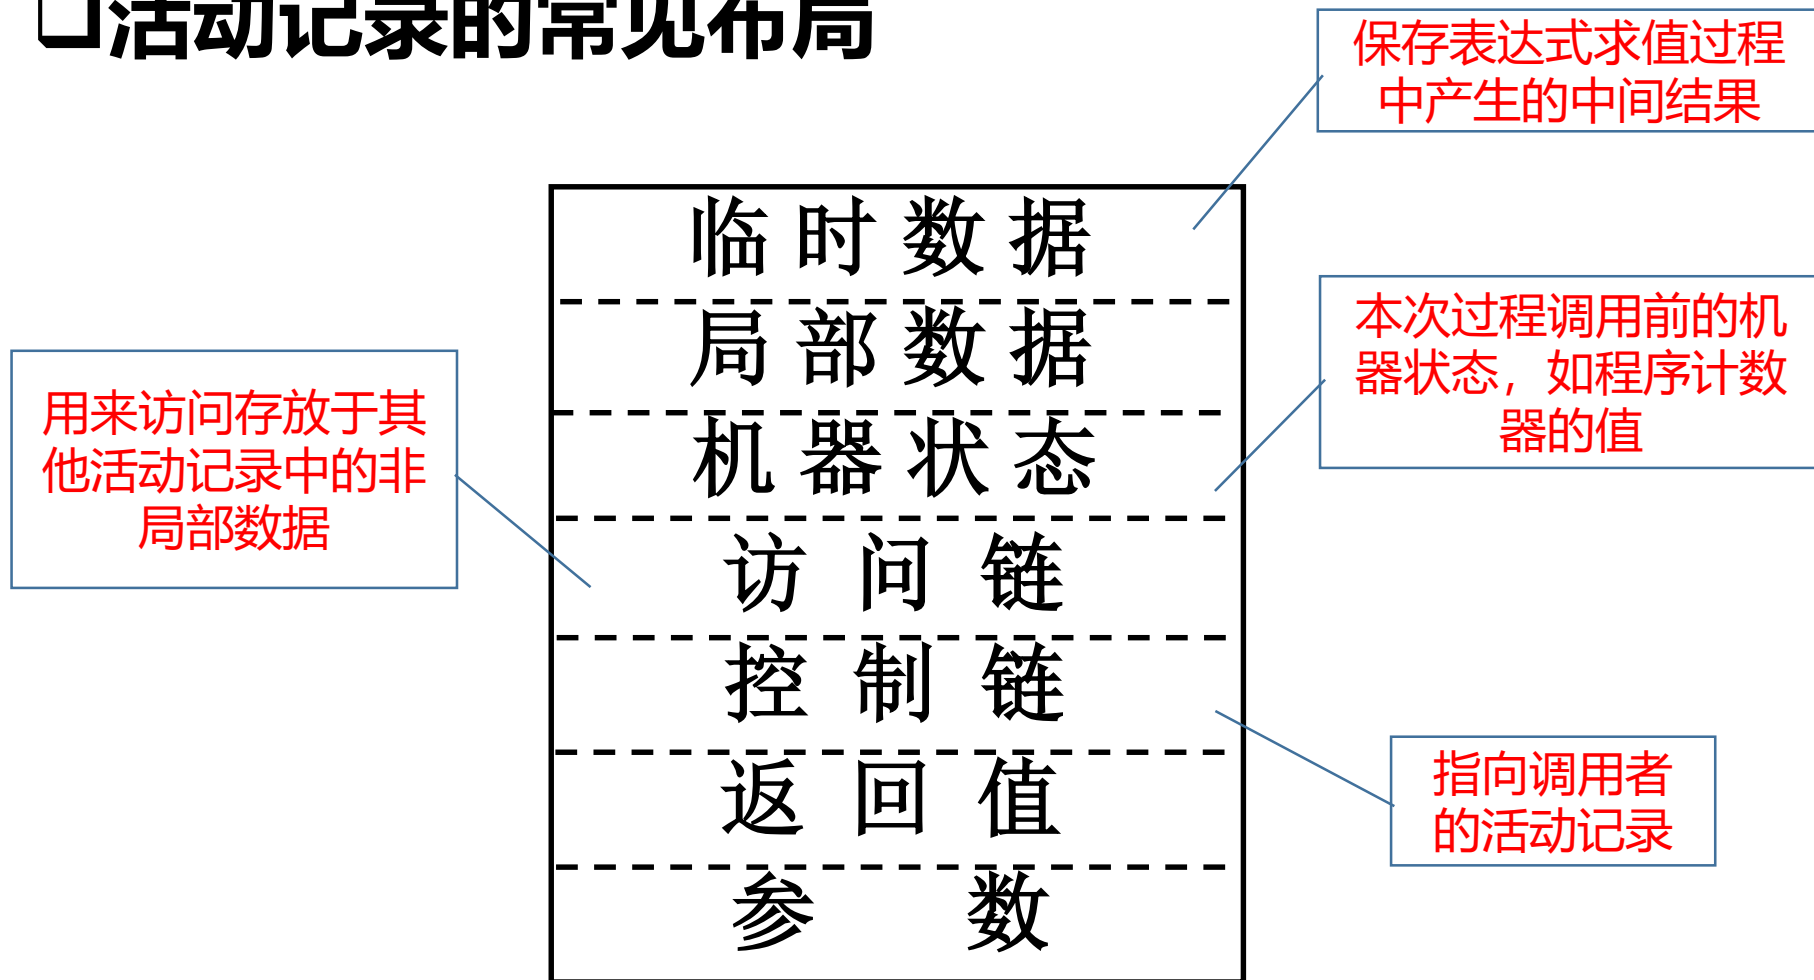 ❑活动记录的常见布局
保存表达式求值过程
中产生的中间结果
临时数据
局部数据
机器状态
访问链
控制链
返回值
参数
本次过程调用前的机
器状态，如程序计数
器的值
用来访问存放于其
他活动记录中的非
局部数据
指向调用者
的活动记录